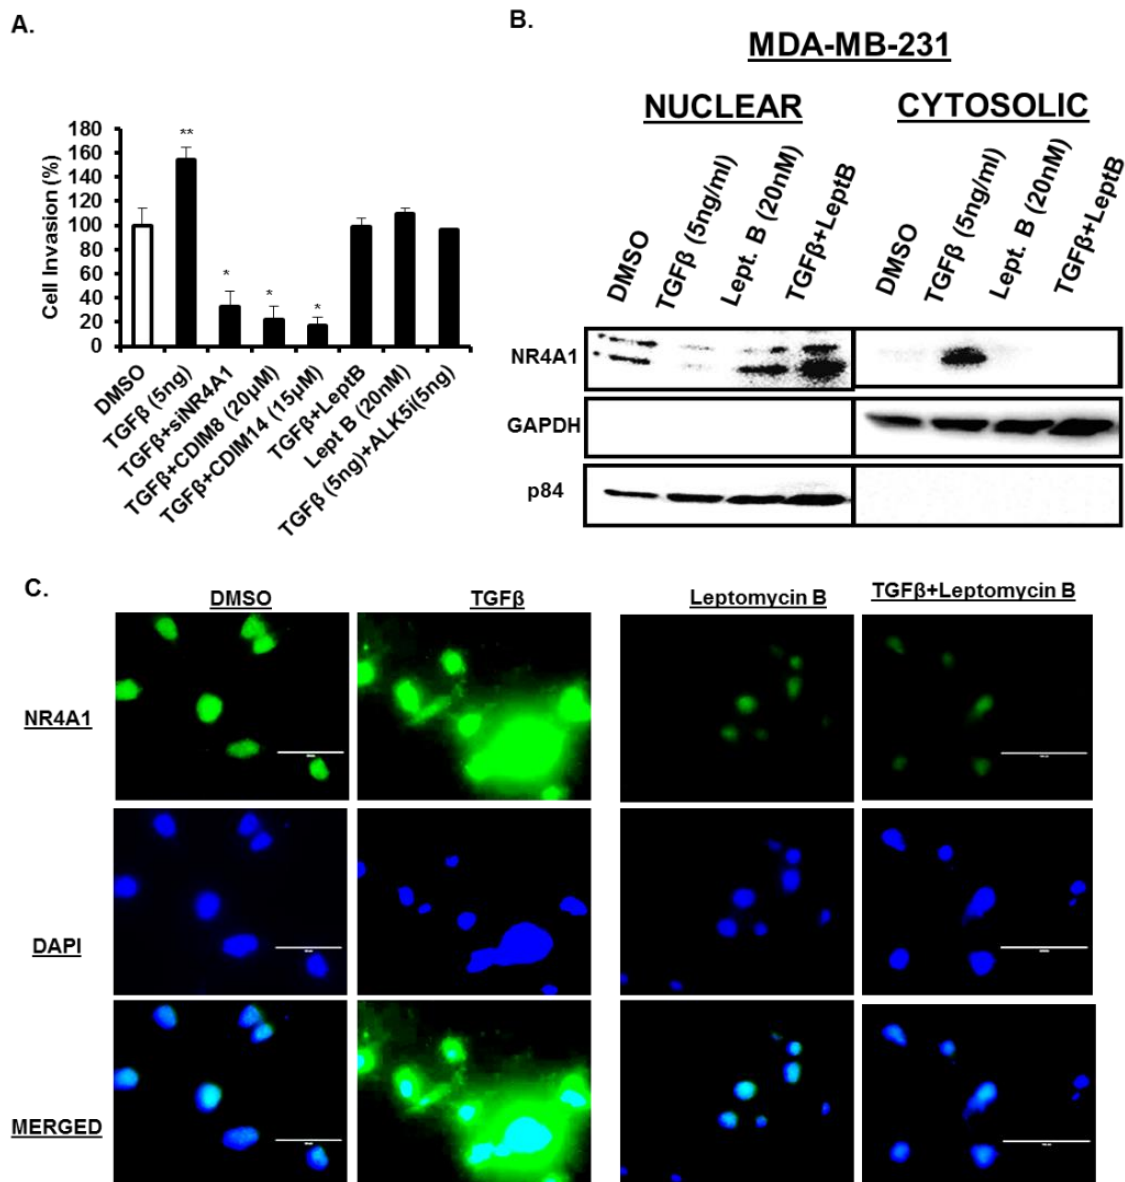 A.
Cell Invasion (%)
180
160
140
120
100
80
60
40
20
0
**
*
*
*
DMSO
TGFβ (5ng)
TGFβ+siNR4A1
TGFβ+CDIM8 (20µM)
TGFβ+CDIM14 (15µM)
TGFβ+LeptB
Lept B (20nM)
TGFβ (5ng)+ALK5i(5ng)
B.
MDA-MB-231
NUCLEAR
CYTOSOLIC
DMSO
TGFβ (5ng/ml)
Lept. B (20nM)
TGFβ+LeptB
DMSO
TGFβ (5ng/ml)
Lept. B (20nM)
TGFβ+LeptB
NR4A1
GAPDH
p84
C.
DMSO
TGFβ
Leptomycin B
TGFβ+Leptomycin B
NR4A1
DAPI
MERGED